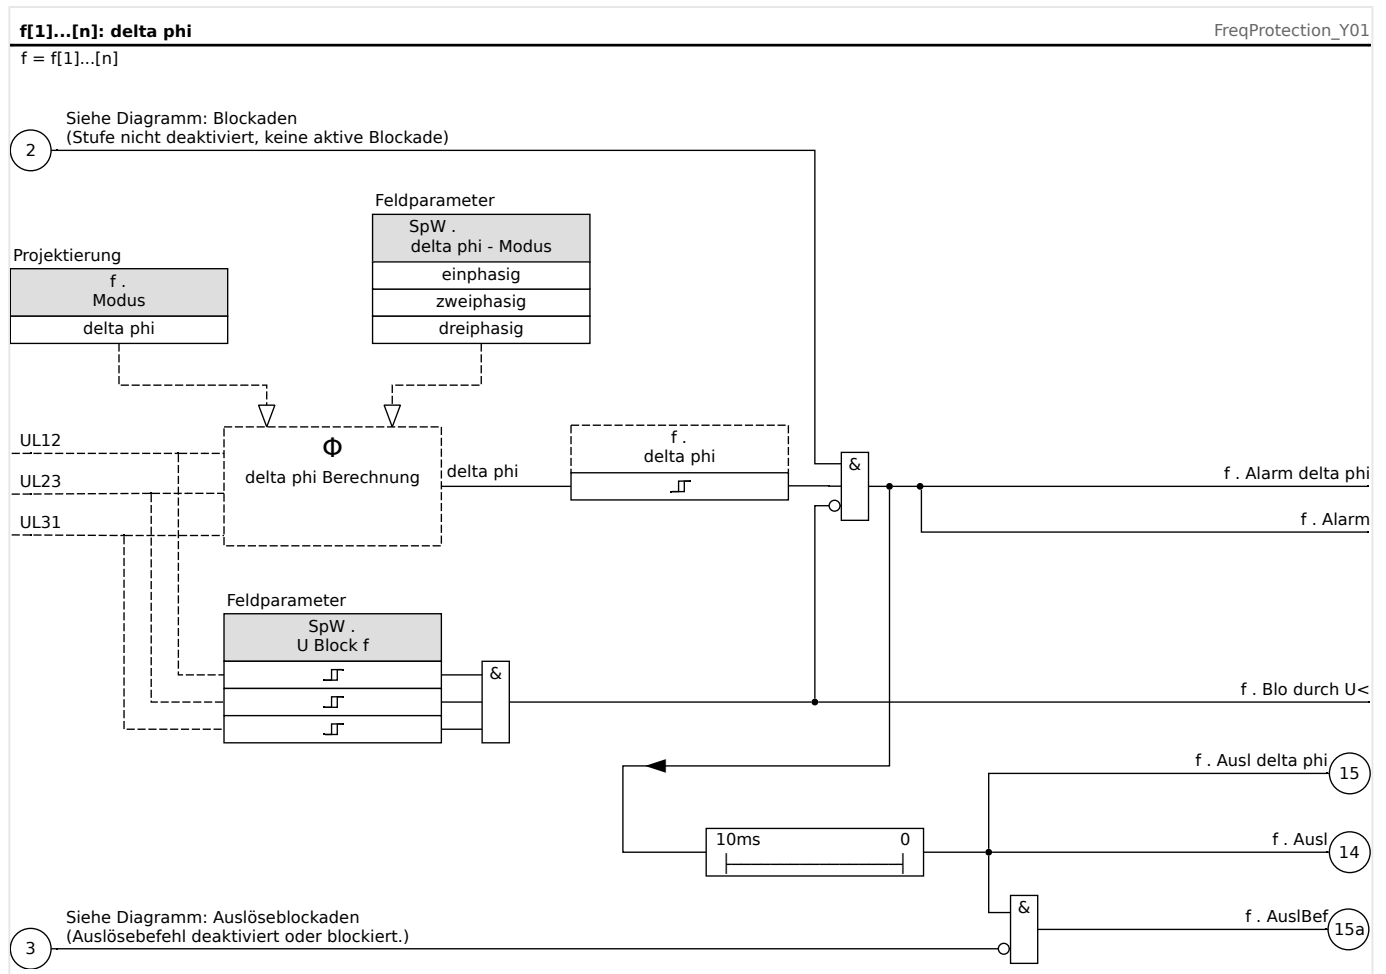 f[1]...[n]: delta phi
FreqProtection_Y01
f = f[1]...[n]
Siehe Diagramm: Blockaden
(Stufe nicht deaktiviert, keine aktive Blockade)
2
Feldparameter
SpW .
delta phi - Modus
einphasig
zweiphasig
dreiphasig
Projektierung
f .
Modus
delta phi
UL12
UL23
UL31
Φ
delta phi Berechnung
delta phi
f .
delta phi
&
f . Alarm delta phi
f . Alarm
Feldparameter
SpW .
U Block f
&
f . Blo durch U<
f . Ausl delta phi
15
10ms
0
f . Ausl
14
Siehe Diagramm: Auslöseblockaden
(Auslösebefehl deaktiviert oder blockiert.)
3
&
f . AuslBef
15a